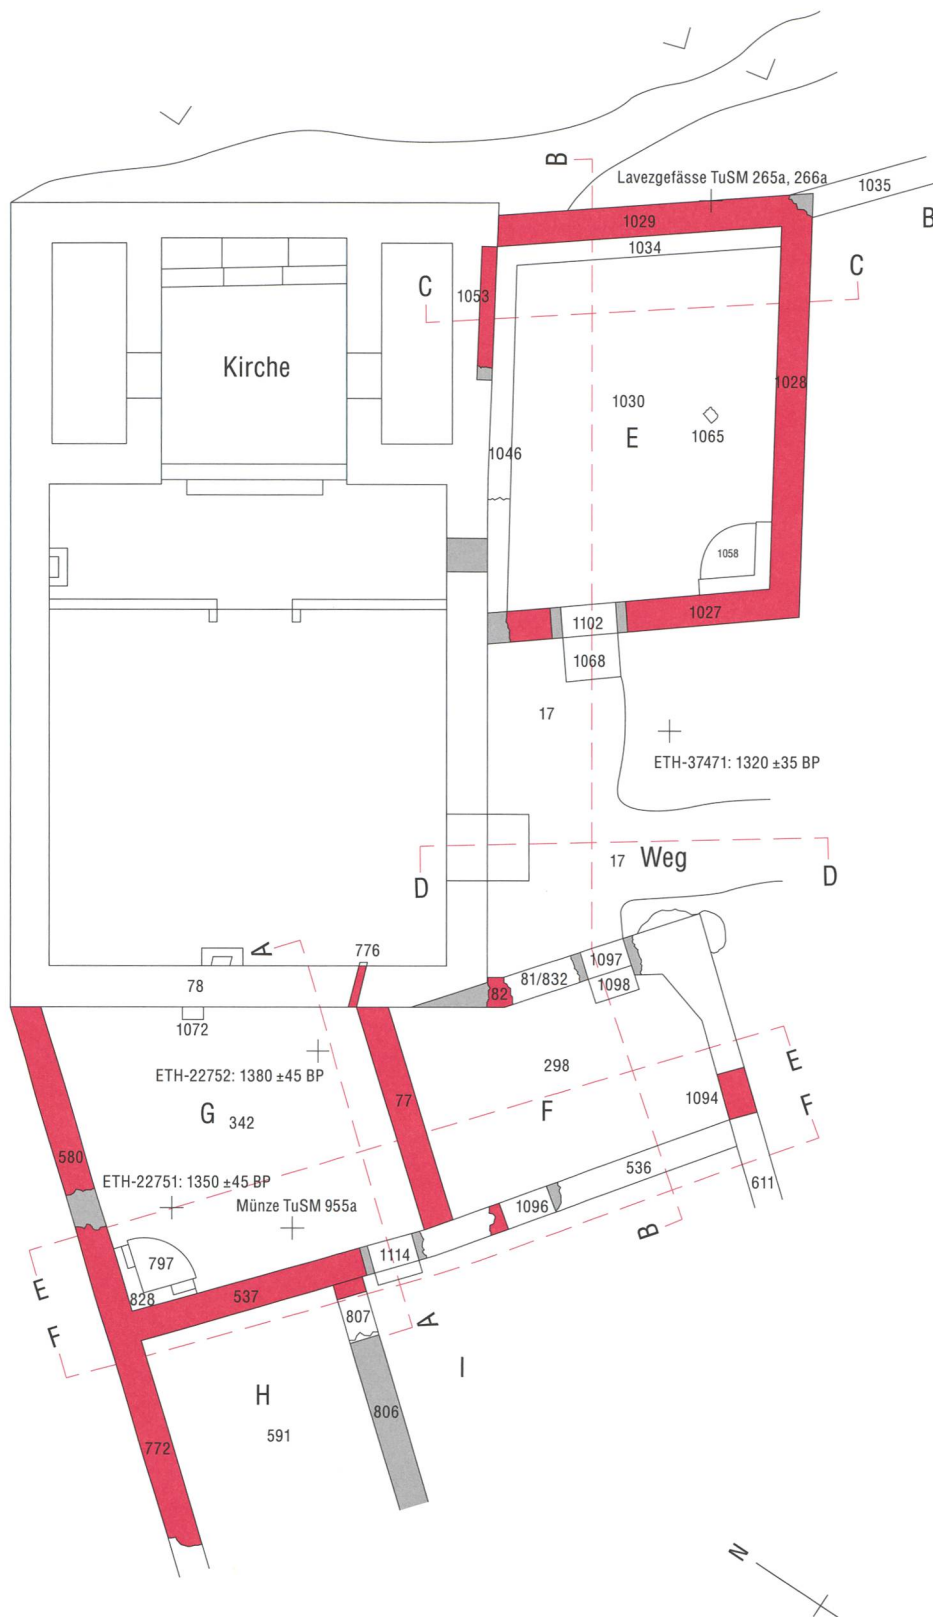 B
Lavezgefässe TuSM 265a, 266a
1035
B
1029
1034
C
1053
C
Kirche
1028
1030
E
1065
1046
1058
1102
1027
1068
17
ETH-37471: 1320 ±35 BP
17 Weg
D
D
A
776
78
1097
81/832
82
1098
1072
ETH-22752: 1380 ±45 BP
298
E
77
1094
F
G
342
F
580
536
611
ETH-22751: 1350 ±45 BP
Münze TuSM 955a
1096
B
797
1114
E
828
537
F
807
A
I
H
806
591
772
N